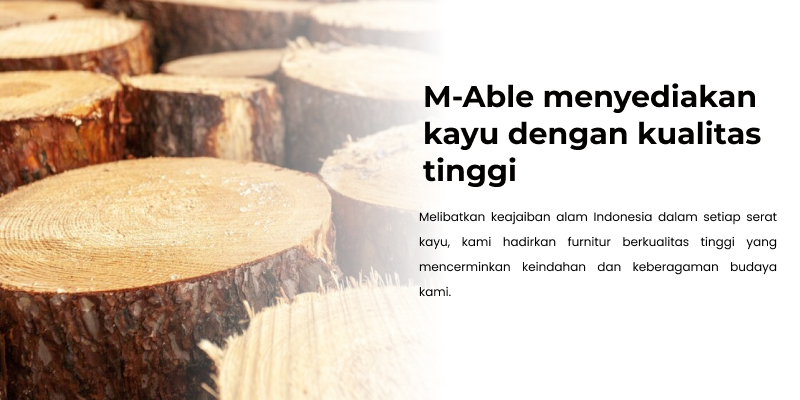 M-Able menyediakan
kayu dengan kualitas
tinggi
Melibatkan keajaiban alam Indonesia dalam setiap serat
kayu, kami hadirkan furnitur berkualitas tinggi yang
mencerminkan keindahan dan keberagaman budaya
kami.